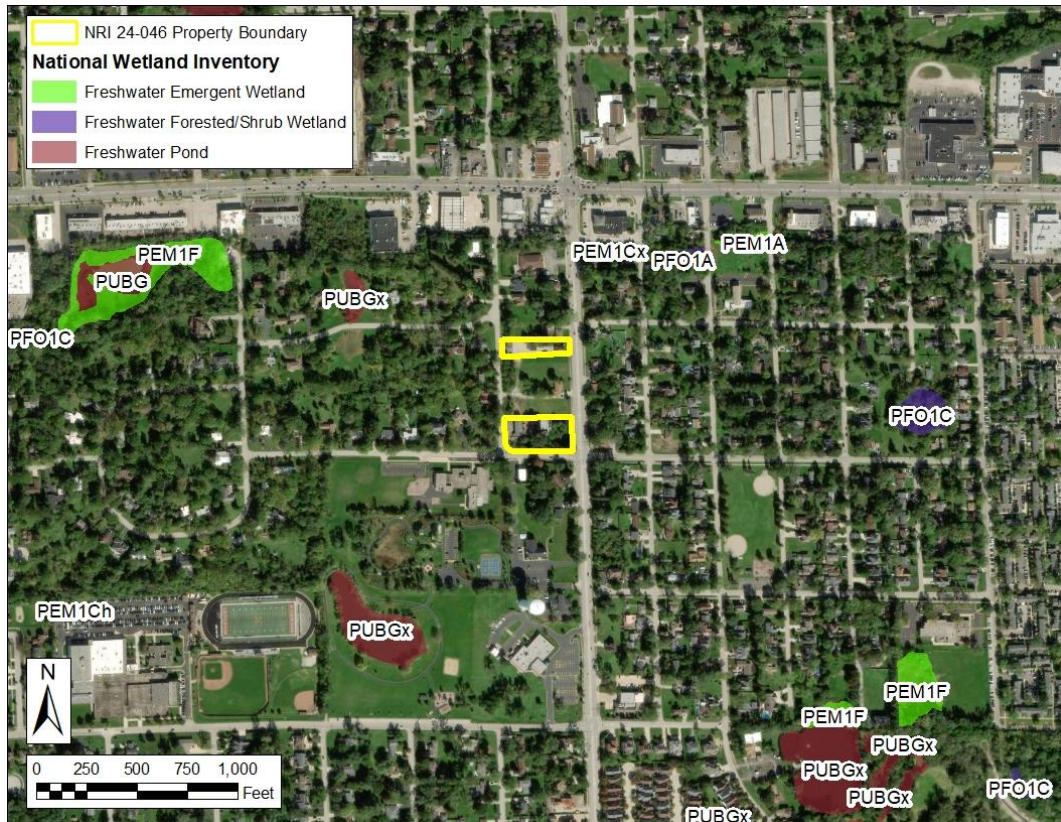 NRI 24-046 Property Boundary
National Wetland Inventory
Freshwater Emergent Wetland
Freshwater Forested/Shrub Wetland
Freshwater Pond
PEM1Cx
PEM1A
PFO1A
PEM1F
PUBG
PUBGx
PFO1C
PFO1C
PEM1Ch
PUBGx
PEM1F
PEM1F
PUBGx
PUBGx
PUBGx
PFO1C
PUBGx
N
0 250 500 750 1,000
Feet